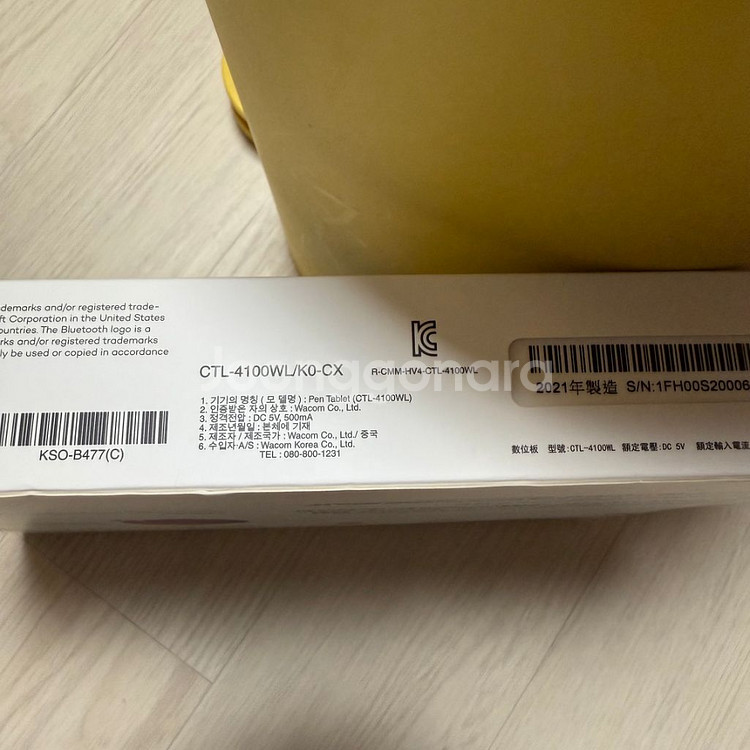 demarks and/or registered trade-
ft Corporation in the United States
ountries. The Bluetooth logo is a
rks and/or registered trademarks
ly be used or copied in accordance
KSO-B477(C)
CTL-4100WL/K0-CX
R-CMM-HV4-CTL-4100WL
1. 기기의 명칭 ( 모 델명 ) : Pen Tablet (CTL-4100WL)
2. 인증받은 자의 상호 : Wacom Co., Ltd.
3. 정격전압 : DC 5V, 500mA
4. 제조년월일 : 본체에 기재
5. 제조자 / 제조국가 : Wacom Co., Ltd./ 중국
6. 수입자·A/S : Wacom Korea Co., Ltd.
TEL : 080-800-1231
2021年製造 S/N:1FH00S20006
數位板 型號:CTL-4100WL 額定電壓:DC 5V 額定輸入電流
Joonggonara